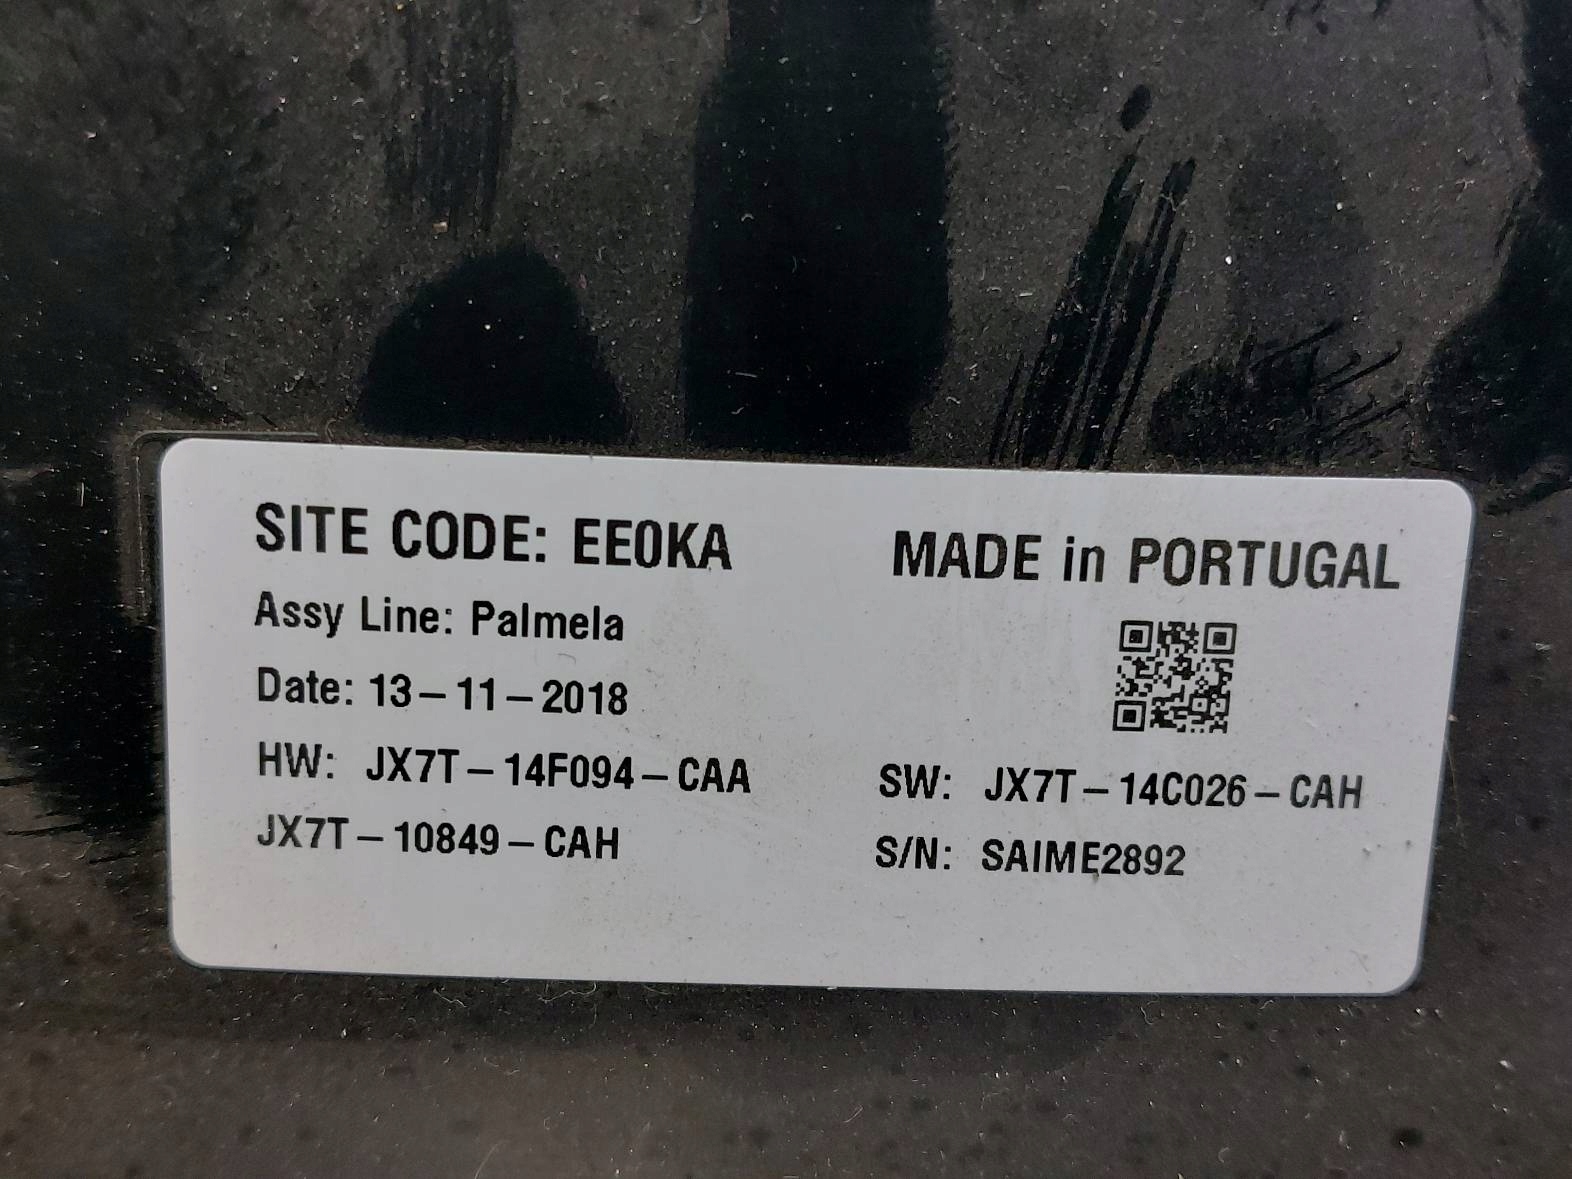 SITE CODE: EE0KA
MADE in PORTUGAL
Assy Line: Palmela
Date: 13-11-2018
HW: JX7T-14F094-CAA
SW: JX7T-14C026-CAH
JX7T-10849-CAH
S/N: SAIME2892